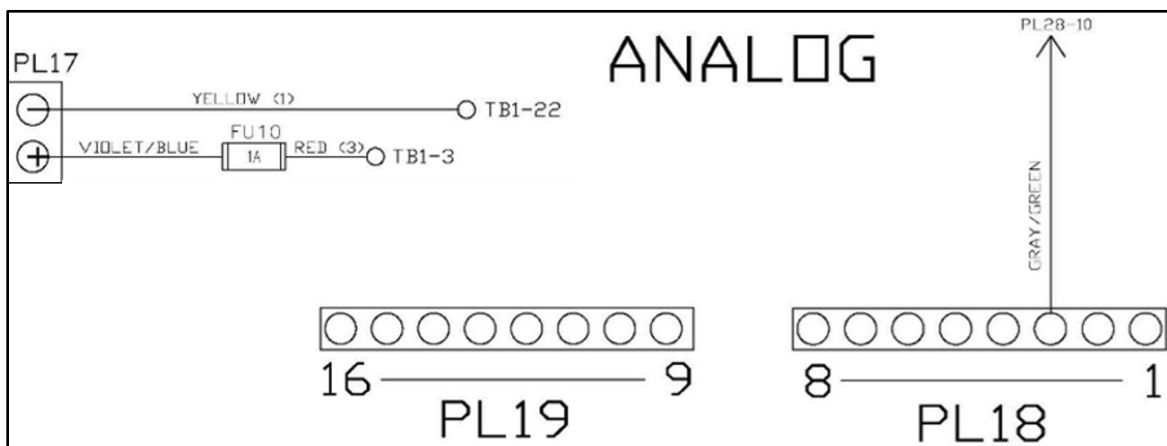 PL28-10
ANALOG
PL17
YELLOW (1)
TB1-22
FU10
VIOLET/BLUE
1A
RED (3)
TB1-3
GRAY/GREEN
16
9
8
1
PL19
PL18